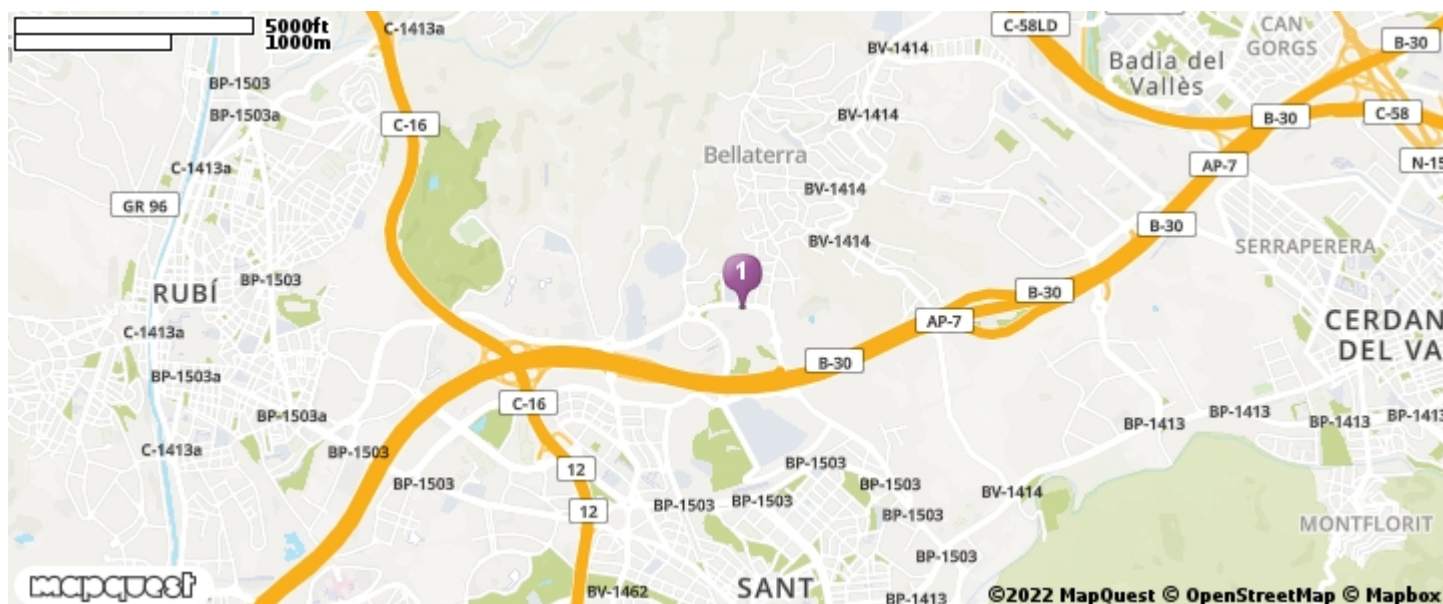 5000ft
1000m
C-1413a
C-58LD
CAN
GORGS
B-30
BV-1414
Badia del
Vallès
BP-1503
BP-1503a
C-16
BV-1414
B-30
C-58
Bellaterra
AP-7
C-1413a
BV-1414
GR 96
B-30
BV-1414
SERRAPERERA
BP-1503
1
RUBÍ
B-30
AP-7
CERDAN
DEL VA
C-1413a
B-30
BP-1503a
C-16
BP-1503a
BP-1413
BP-1413
BP-1413
BP-1413
C-1413a
BP-1503
12
BP-1503
BP-1503
BP-1503
BV-1414
BP-1503
BP-1503
12
BP-1503
MONTFLORIT
BP-1503
mapquest
BV-1462
SANT
BP-1413
©2022 MapQuest © OpenStreetMap © Mapbox